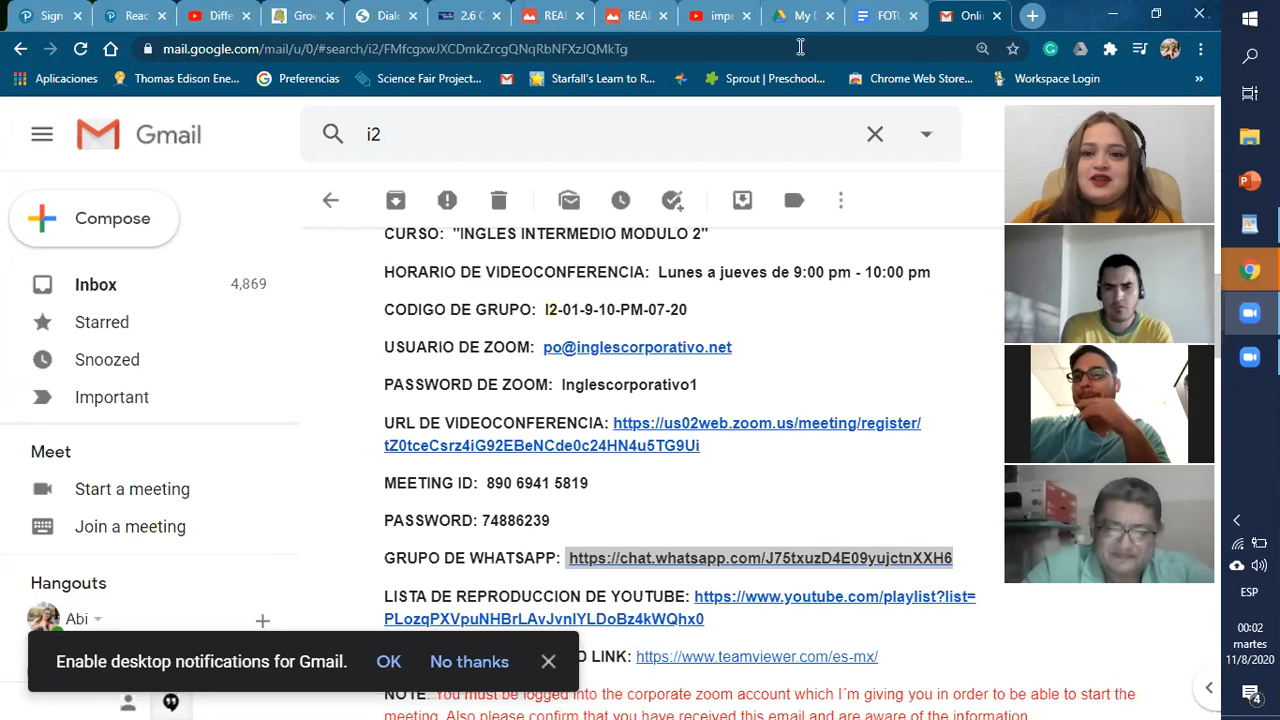 Sign in
Reac
Diffe
Grov
Dialo
2.6 C
REAI
REAI
impe
My D
FOTI
Onli
mail.google.com/mail/u/0/#search/i2/FMfcgxwJXCDmkZrcgQNqRbNFXzJQMkTg
Aplicaciones
Thomas Edison Ene...
Preferencias
Science Fair Projec...
Starfall's Learn to R...
Sprout | Preschool...
Chrome Web Store...
Workspace Login
»
Gmail
i2
Compose
Inbox 4,869
Starred
Snoozed
Important
Meet
Start a meeting
Join a meeting
Hangouts
Abi
CURSO: "INGLES INTERMEDIO MODULO 2"
HORARIO DE VIDEOCONFERENCIA: Lunes a jueves de 9:00 pm - 10:00 pm
CODIGO DE GRUPO: I2-01-9-10-PM-07-20
USUARIO DE ZOOM: po@inglescorporativo.net
PASSWORD DE ZOOM: Inglescorporativo1
URL DE VIDEOCONFERENCIA: https://us02web.zoom.us/meeting/register/
tZ0tceCsrz4iG92EBeNCde0c24HN4u5TG9Ui
MEETING ID: 890 6941 5819
PASSWORD: 74886239
GRUPO DE WHATSAPP: https://chat.whatsapp.com/J75txuzD4E09yujctnXXH6
LISTA DE REPRODUCCION DE YOUTUBE: https://www.youtube.com/playlist?list=
PLozqPXVpuNHBrLAvJvnlYLDoBz4kWQhx0
D LINK: https://www.teamviewer.com/es-mx/
NOTE: You must be logged into the corporate zoom account which I´m giving you in order to be able to start the
meeting. Also please confirm that you have received this email and are aware of the information
Enable desktop notifications for Gmail. OK No thanks
ESP
00:02
martes
11/8/2020
4